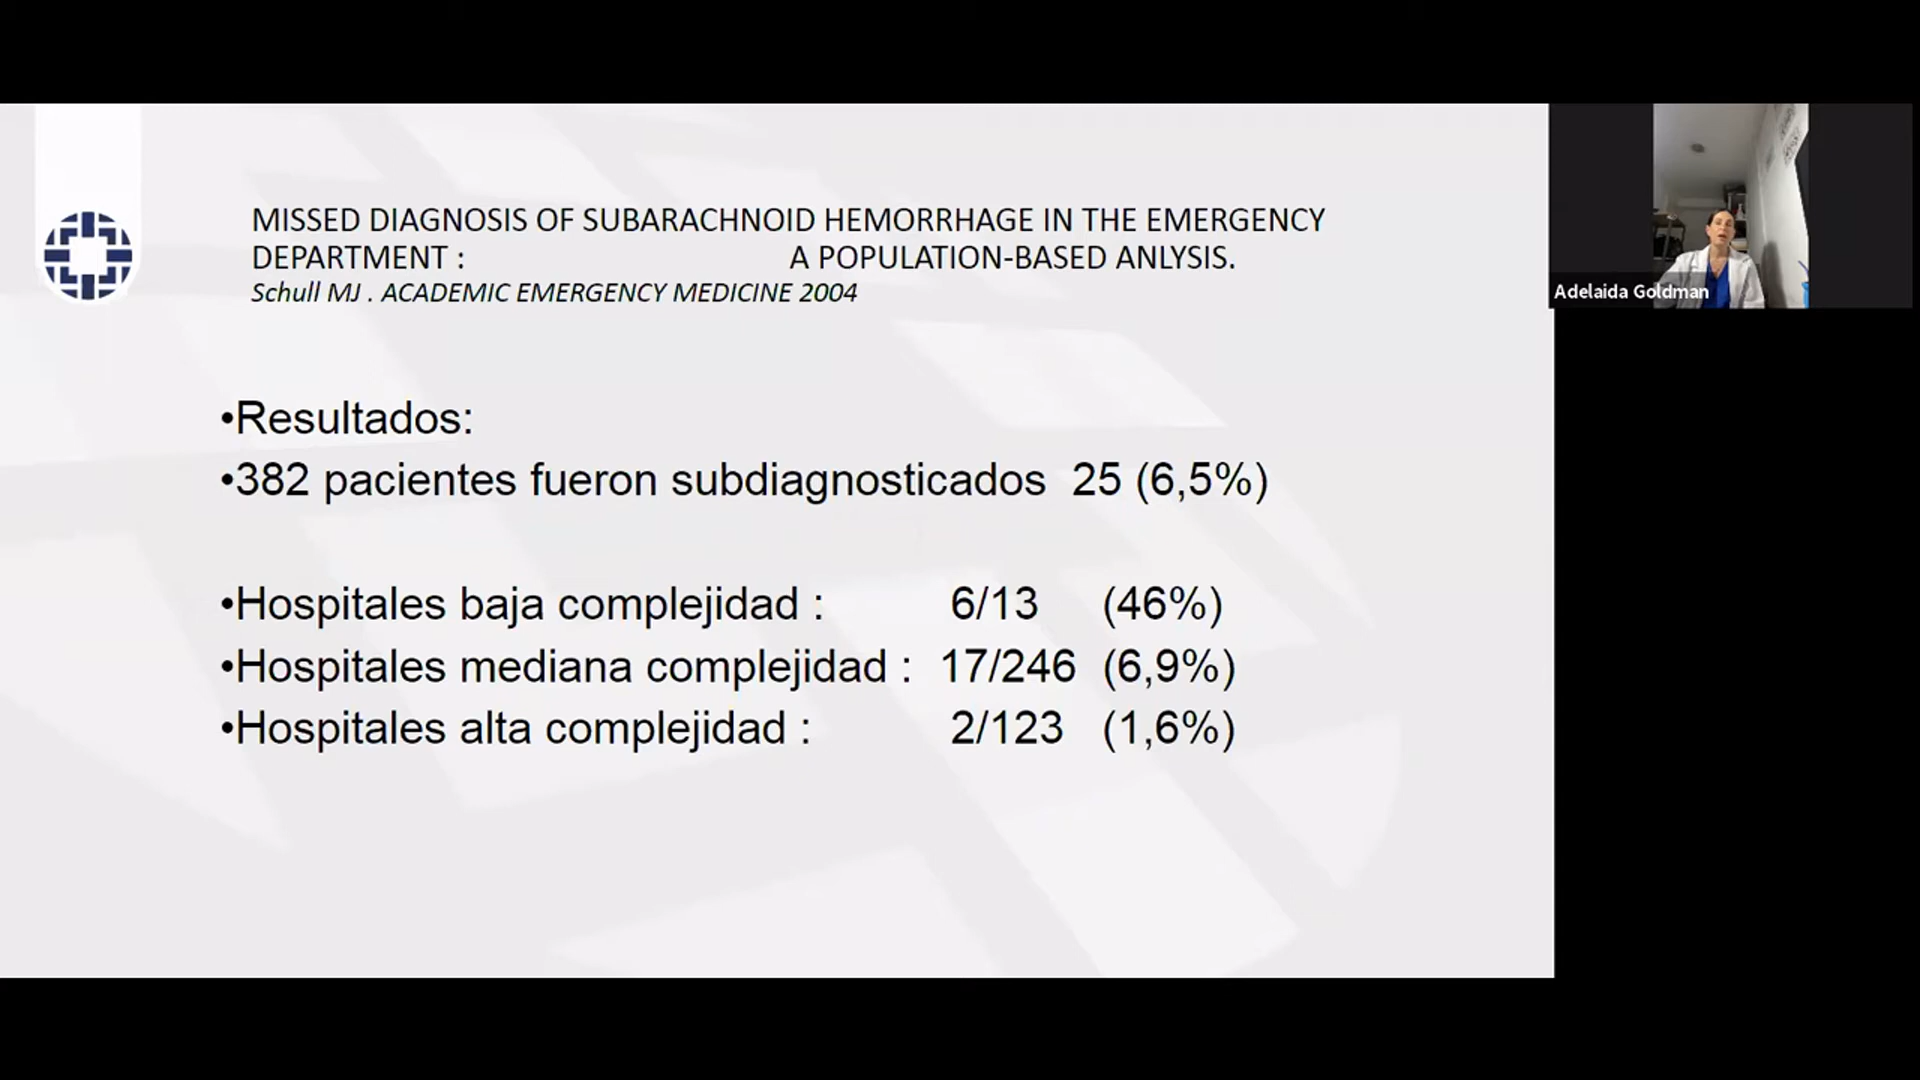 MISSED DIAGNOSIS OF SUBARACHNOID HEMORRHAGE IN THE EMERGENCY
DEPARTMENT : A POPULATION-BASED ANLYSIS.
Schull MJ . ACADEMIC EMERGENCY MEDICINE 2004
Adelaida Goldman
•Resultados:
•382 pacientes fueron subdiagnosticados 25 (6,5%)
•Hospitales baja complejidad : 6/13 (46%)
•Hospitales mediana complejidad : 17/246 (6,9%)
•Hospitales alta complejidad : 2/123 (1,6%)